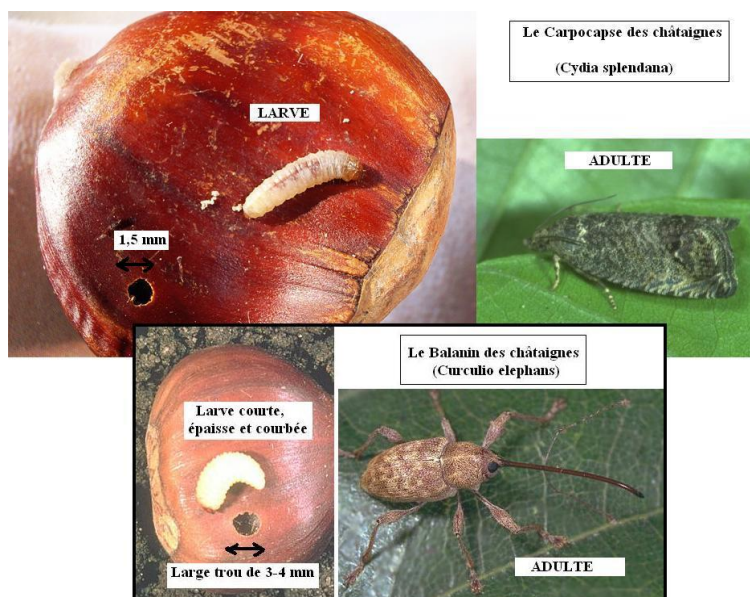 Le Carpocapse des châtaignes
(Cydia splendana)
LARVE
ADULTE
1,5 mm
Le Balanin des châtaignes
(Curculio elephans)
Larve courte,
épaisse et courbée
Large trou de 3-4 mm
ADULTE